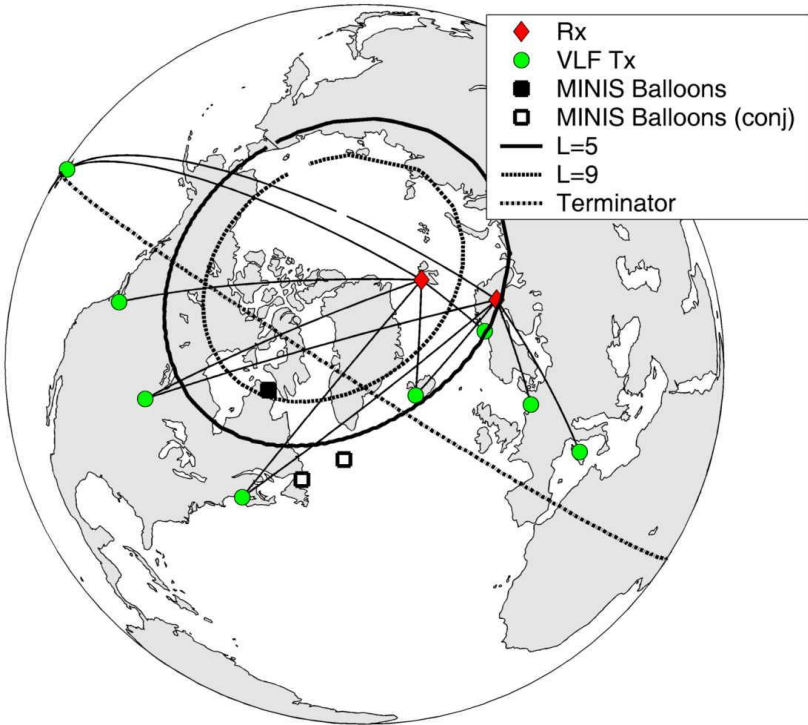 Rx
VLF Tx
MINIS Balloons
MINIS Balloons (conj)
L=5
L=9
Terminator